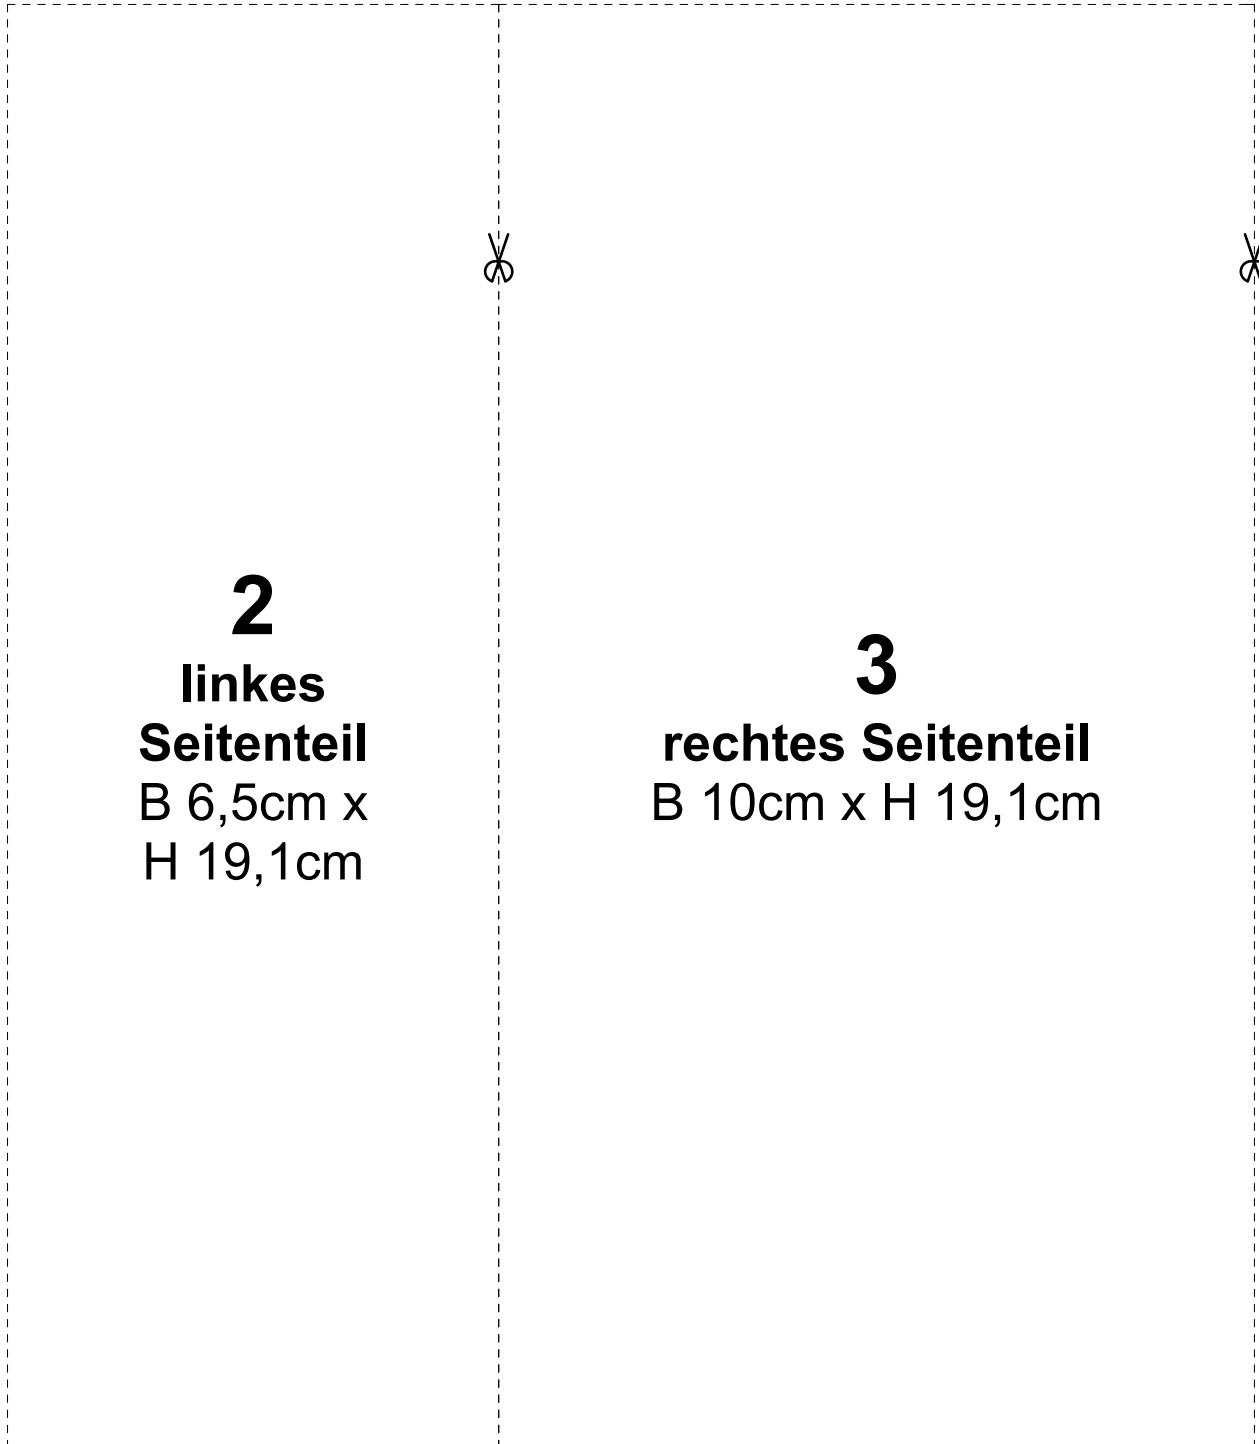 2
linkes
Seitenteil
B 6,5cm x
H 19,1cm
3
rechtes Seitenteil
B 10cm x H 19,1cm